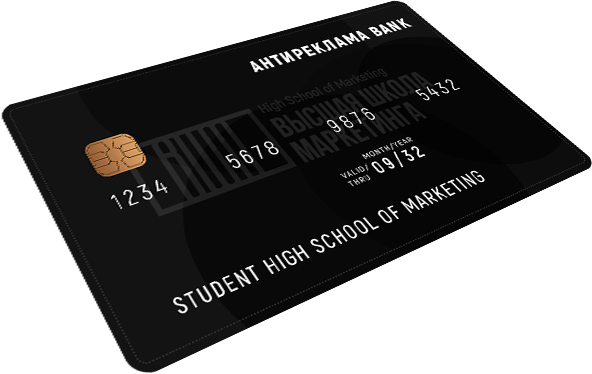 АНТИРЕКЛАМА BANK
High School of Marketing
ВЫСШАЯ ШКОЛА
МАРКЕТИНГА
1234 5678 9876 5432
MONTH/YEAR
VALID/ THRU 09/32
STUDENT HIGH SCHOOL OF MARKETING